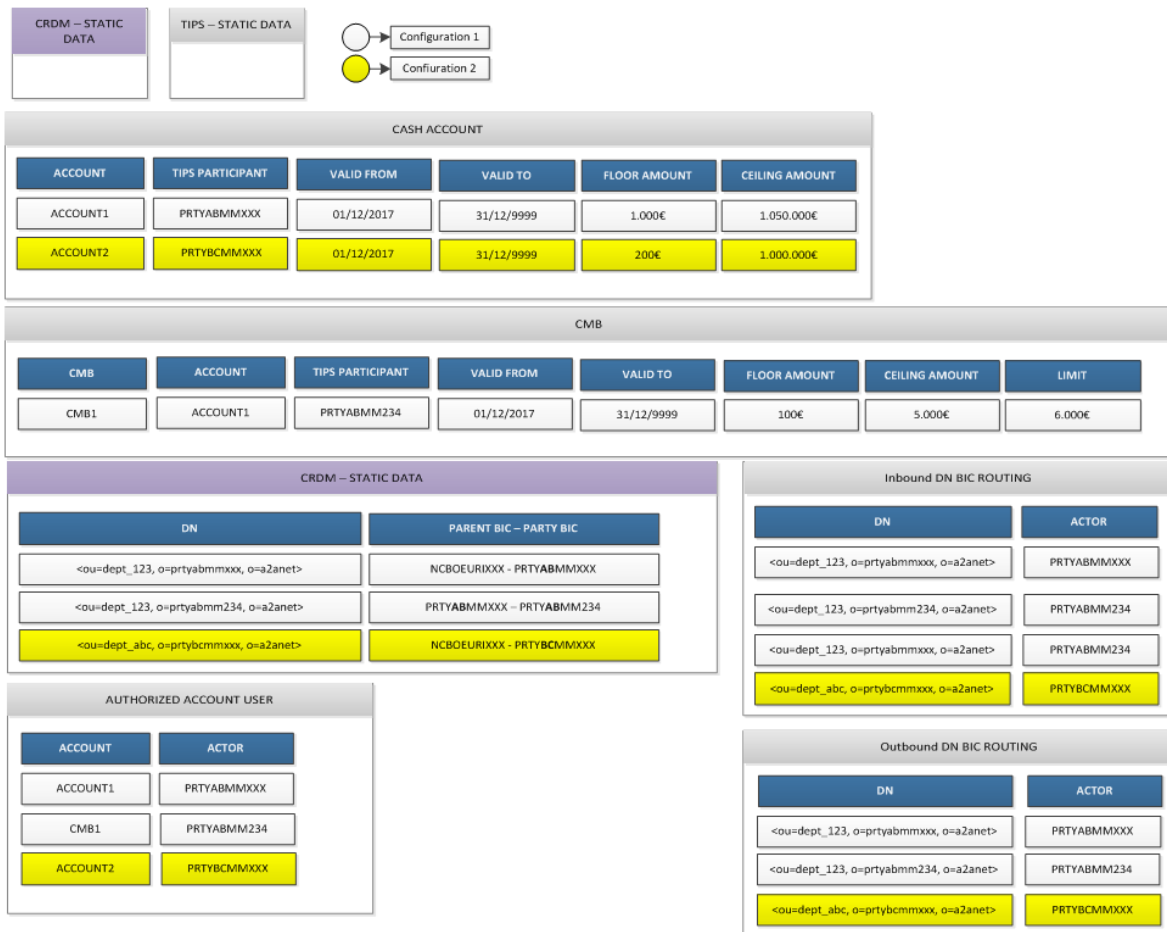 CRDM – STATIC
DATA
TIPS – STATIC DATA
Configuration 1
Confiuration 2
CASH ACCOUNT
ACCOUNT TIPS PARTICIPANT VALID FROM VALID TO FLOOR AMOUNT CEILING AMOUNT
ACCOUNT1 PRTYABMMXXX 01/12/2017 31/12/9999 1.000€ 1.050.000€
ACCOUNT2 PRTYBCMMXXX 01/12/2017 31/12/9999 200€ 1.000.000€
CMB
CMB ACCOUNT TIPS PARTICIPANT VALID FROM VALID TO FLOOR AMOUNT CEILING AMOUNT LIMIT
CMB1 ACCOUNT1 PRTYABMM234 01/12/2017 31/12/9999 100€ 5.000€ 6.000€
CRDM – STATIC DATA
DN PARENT BIC – PARTY BIC
<ou=dept_123, o=prtyabmmxxx, o=a2anet> NCBOEURIXXX - PRTYABMMXXX
<ou=dept_123, o=prtyabmm234, o=a2anet> PRTYABMMXXX – PRTYABMM234
<ou=dept_abc, o=prtybcmmxxx, o=a2anet> NCBOEURIXXX - PRTYBCMMXXX
Inbound DN BIC ROUTING
DN ACTOR
<ou=dept_123, o=prtyabmmxxx, o=a2anet> PRTYABMMXXX
<ou=dept_123, o=prtyabmm234, o=a2anet> PRTYABMM234
<ou=dept_123, o=prtyabmmxxx, o=a2anet> PRTYABMM234
<ou=dept_abc, o=prtybcmmxxx, o=a2anet> PRTYBCMMXXX
AUTHORIZED ACCOUNT USER
ACCOUNT ACTOR
ACCOUNT1 PRTYABMMXXX
CMB1 PRTYABMM234
ACCOUNT2 PRTYBCMMXXX
Outbound DN BIC ROUTING
DN ACTOR
<ou=dept_123, o=prtyabmmxxx, o=a2anet> PRTYABMMXXX
<ou=dept_123, o=prtyabmm234, o=a2anet> PRTYABMM234
<ou=dept_abc, o=prtybcmmxxx, o=a2anet> PRTYBCMMXXX